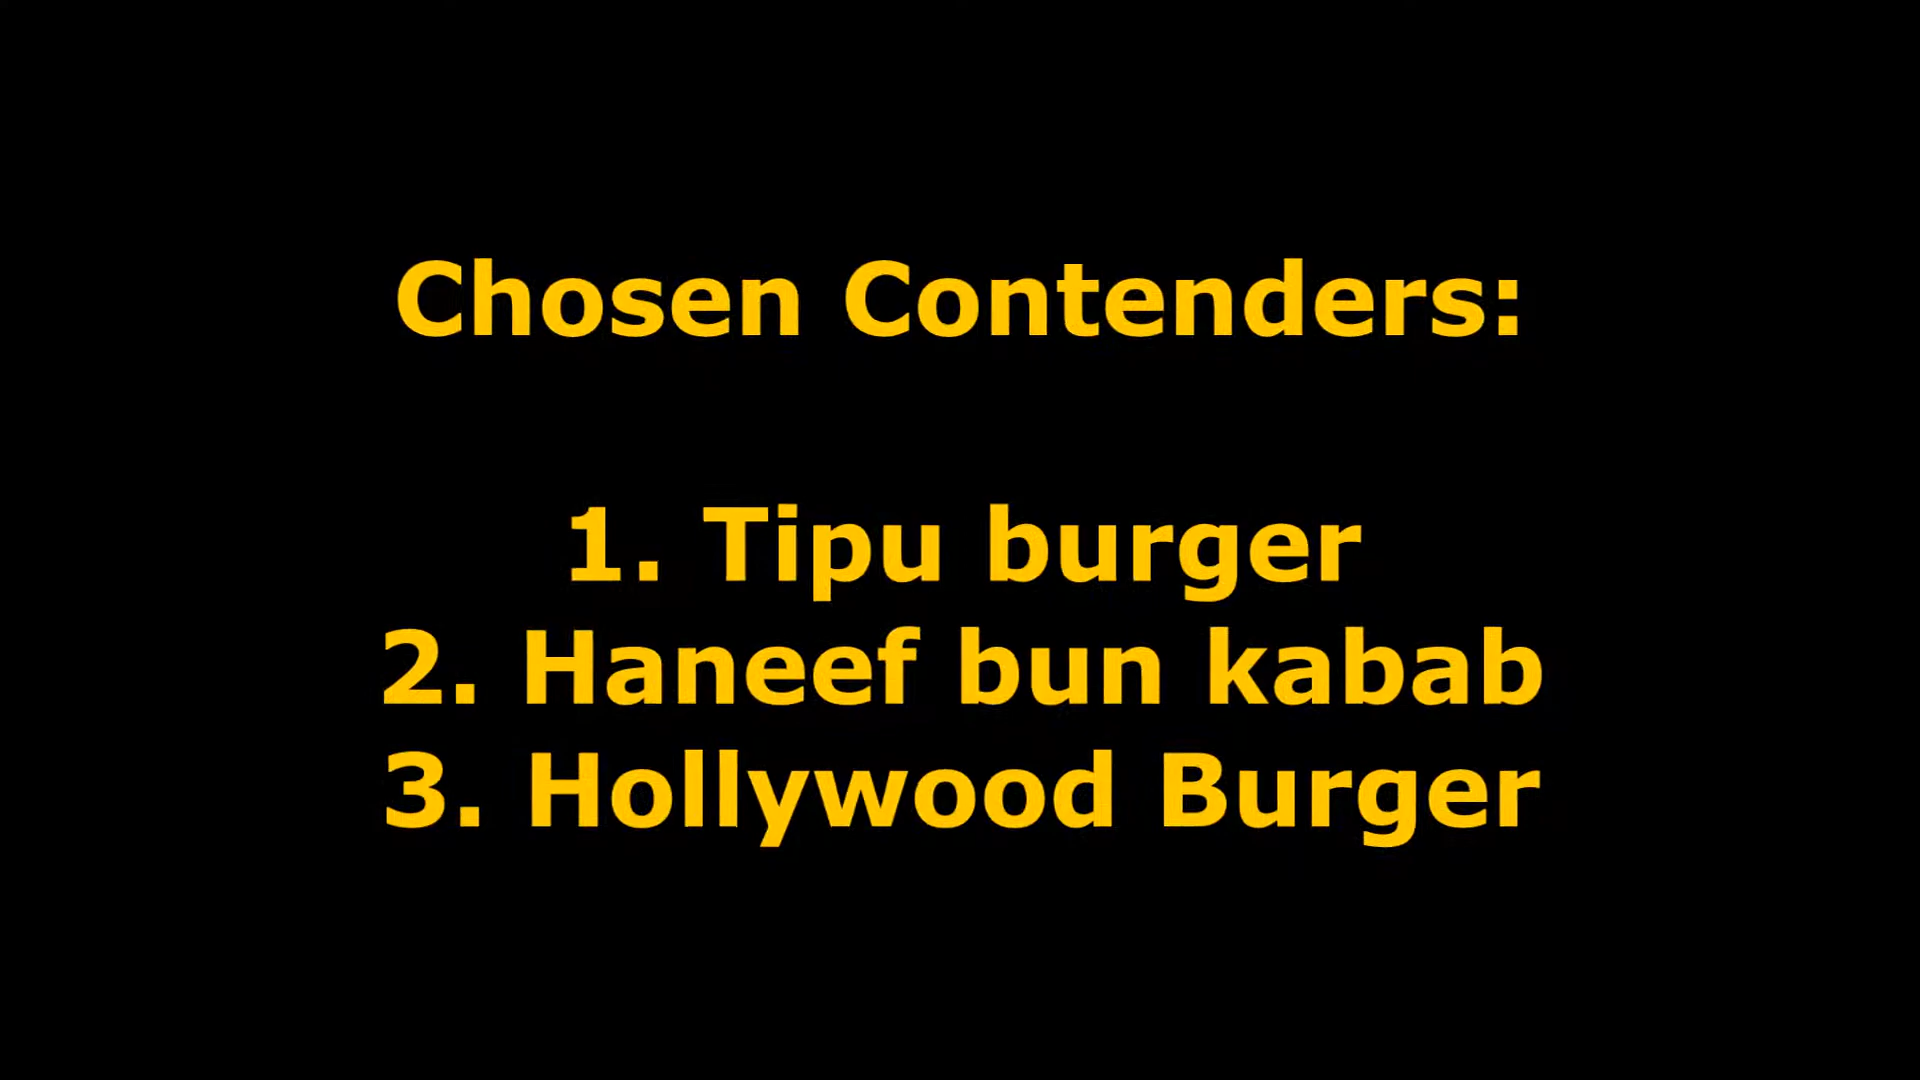 Chosen Contenders:
1. Tipu burger
2. Haneef bun kabab
3. Hollywood Burger